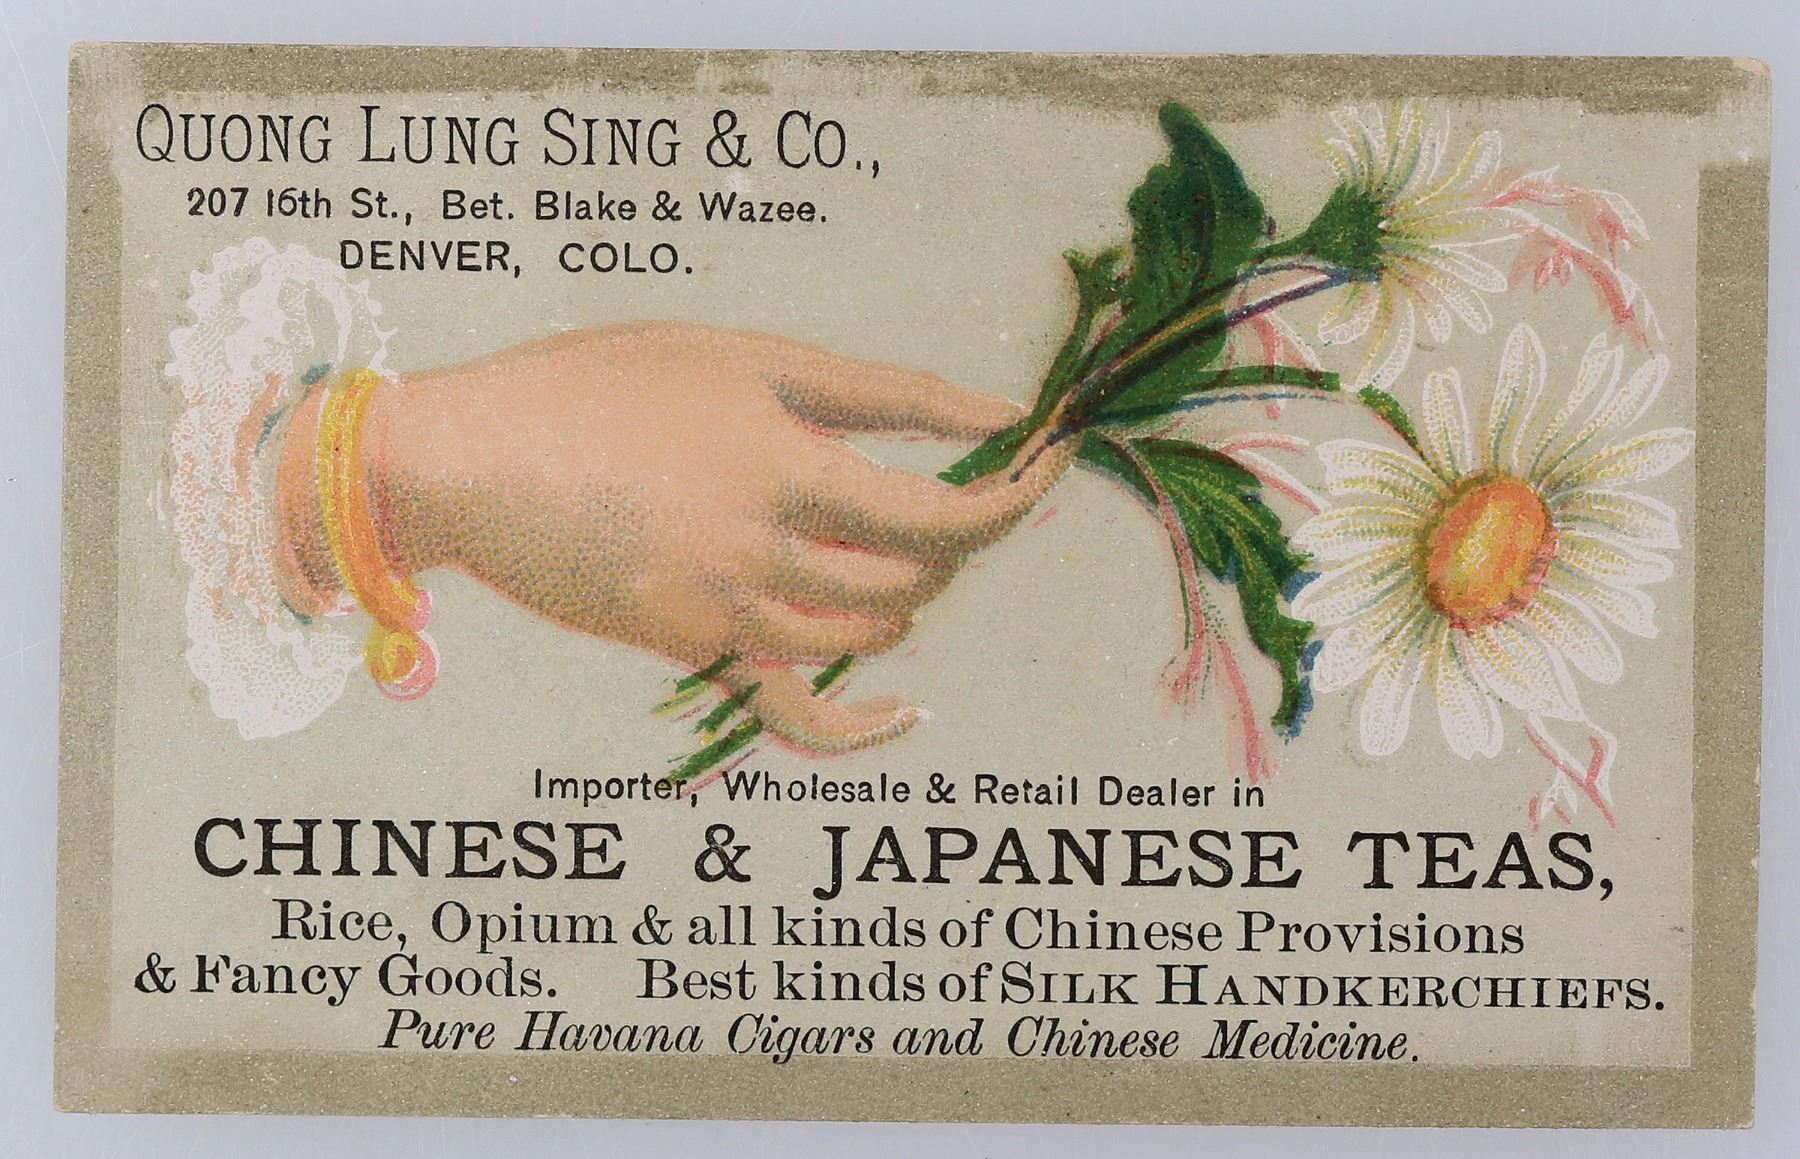 QUONG LUNG SING & CO.,
207 16th St., Bet. Blake & Wazee.
DENVER, COLO.
Importer, Wholesale & Retail Dealer in
CHINESE & JAPANESE TEAS,
Rice, Opium & all kinds of Chinese Provisions
& Fancy Goods. Best kinds of SILK HANDKERCHIEFS.
Pure Havana Cigars and Chinese Medicine.